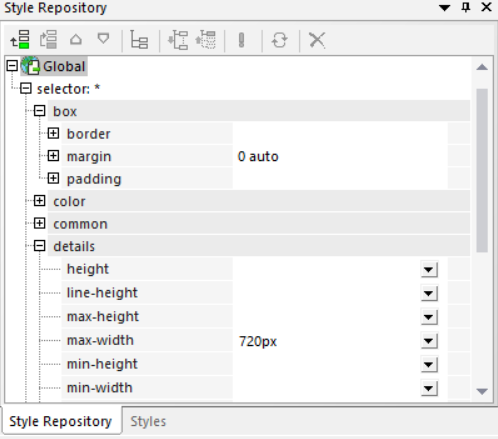 Style Repository
Global
selector: *
box
border
margin 0 auto
padding
color
common
details
height
line-height
max-height
max-width 720px
min-height
min-width
Style Repository Styles